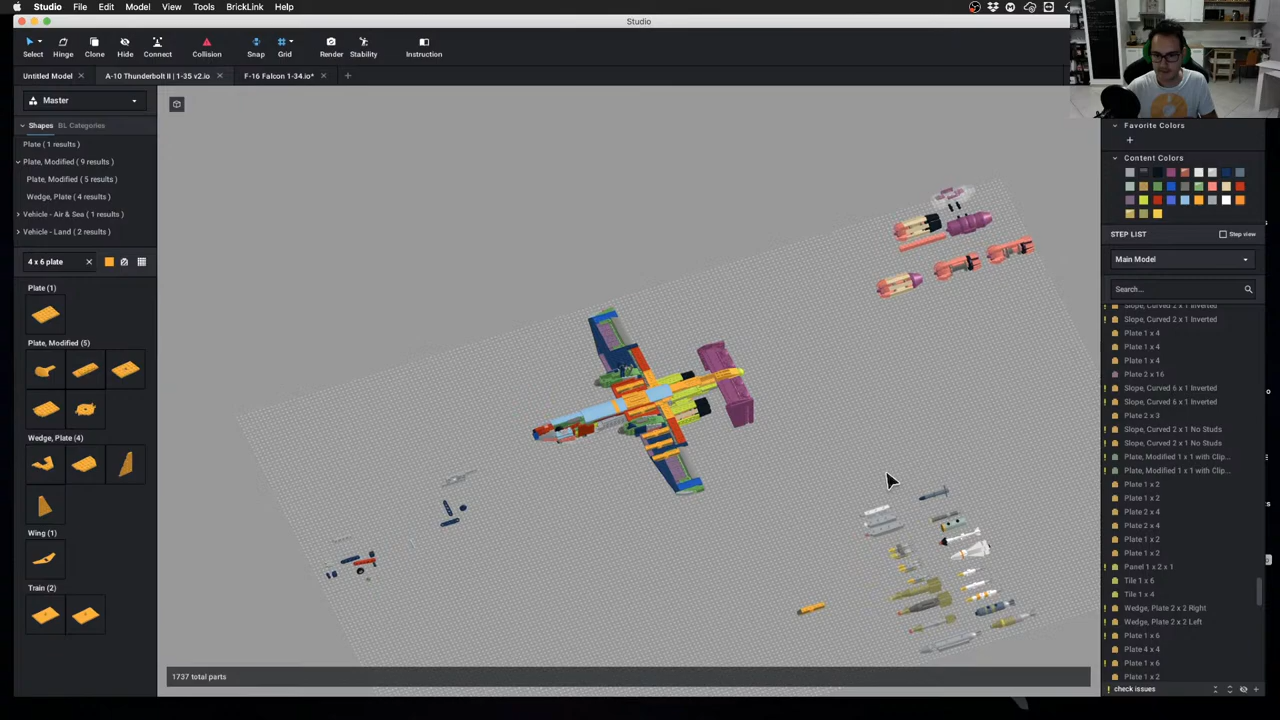 Studio File Edit Model View Tools BrickLink Help
Studio
Select Hinge Clone Hide Connect Collision Snap Grid Render Stability Instruction
Untitled Model A-10 Thunderbolt II | 1-35 v2.io F-16 Falcon 1-34.io*
Master
Shapes BL Categories
Plate ( 1 results )
Plate, Modified ( 9 results )
Plate, Modified ( 5 results )
Wedge, Plate ( 4 results )
Vehicle - Air & Sea ( 1 results )
Vehicle - Land ( 2 results )
4 x 6 plate
Plate (1)
Plate, Modified (5)
Wedge, Plate (4)
Wing (1)
Train (2)
1737 total parts
Favorite Colors
Content Colors
STEP LIST Step view
Main Model
Search...
Slope, Curved 2 x 1 Inverted
Slope, Curved 2 x 1 Inverted
Plate 1 x 4
Plate 1 x 4
Plate 1 x 4
Plate 2 x 16
Slope, Curved 6 x 1 Inverted
Slope, Curved 6 x 1 Inverted
Plate 2 x 3
Slope, Curved 2 x 1 No Studs
Slope, Curved 2 x 1 No Studs
Plate, Modified 1 x 1 with Clip...
Plate, Modified 1 x 1 with Clip...
Plate 1 x 2
Plate 1 x 2
Plate 2 x 4
Plate 2 x 4
Plate 1 x 2
Plate 1 x 2
Panel 1 x 2 x 1
Tile 1 x 6
Tile 1 x 4
Wedge, Plate 2 x 2 Right
Wedge, Plate 2 x 2 Left
Plate 1 x 6
Plate 4 x 4
Plate 1 x 6
Plate 1 x 2
check issues